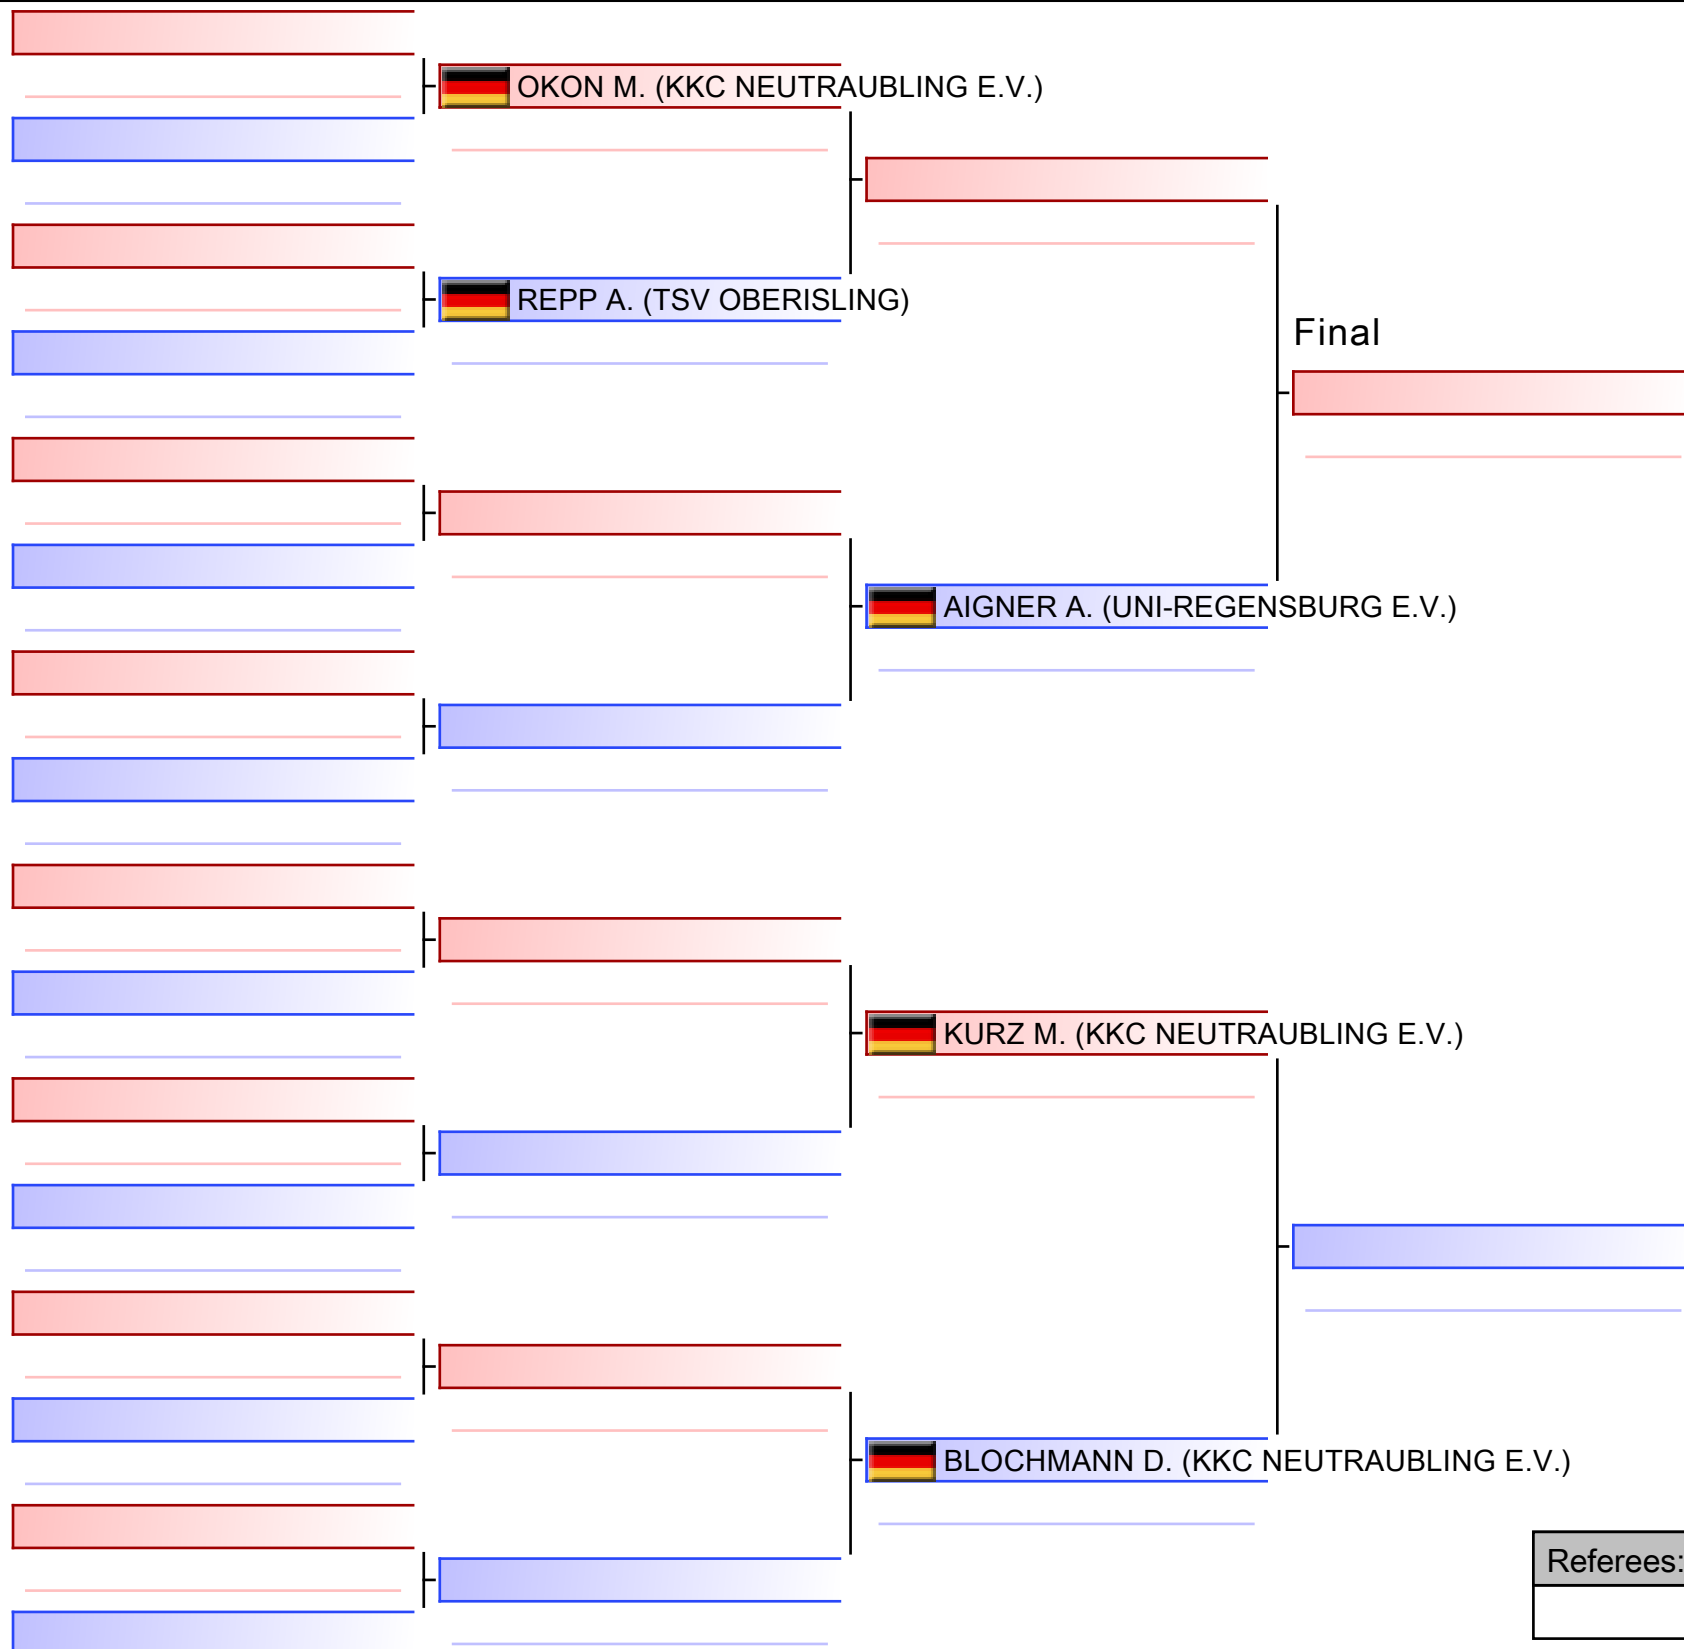 OKON M. (KKC NEUTRAUBLING E.V.)
REPP A. (TSV OBERISLING)
Final
AIGNER A. (UNI-REGENSBURG E.V.)
KURZ M. (KKC NEUTRAUBLING E.V.)
BLOCHMANN D. (KKC NEUTRAUBLING E.V.)
Referees: